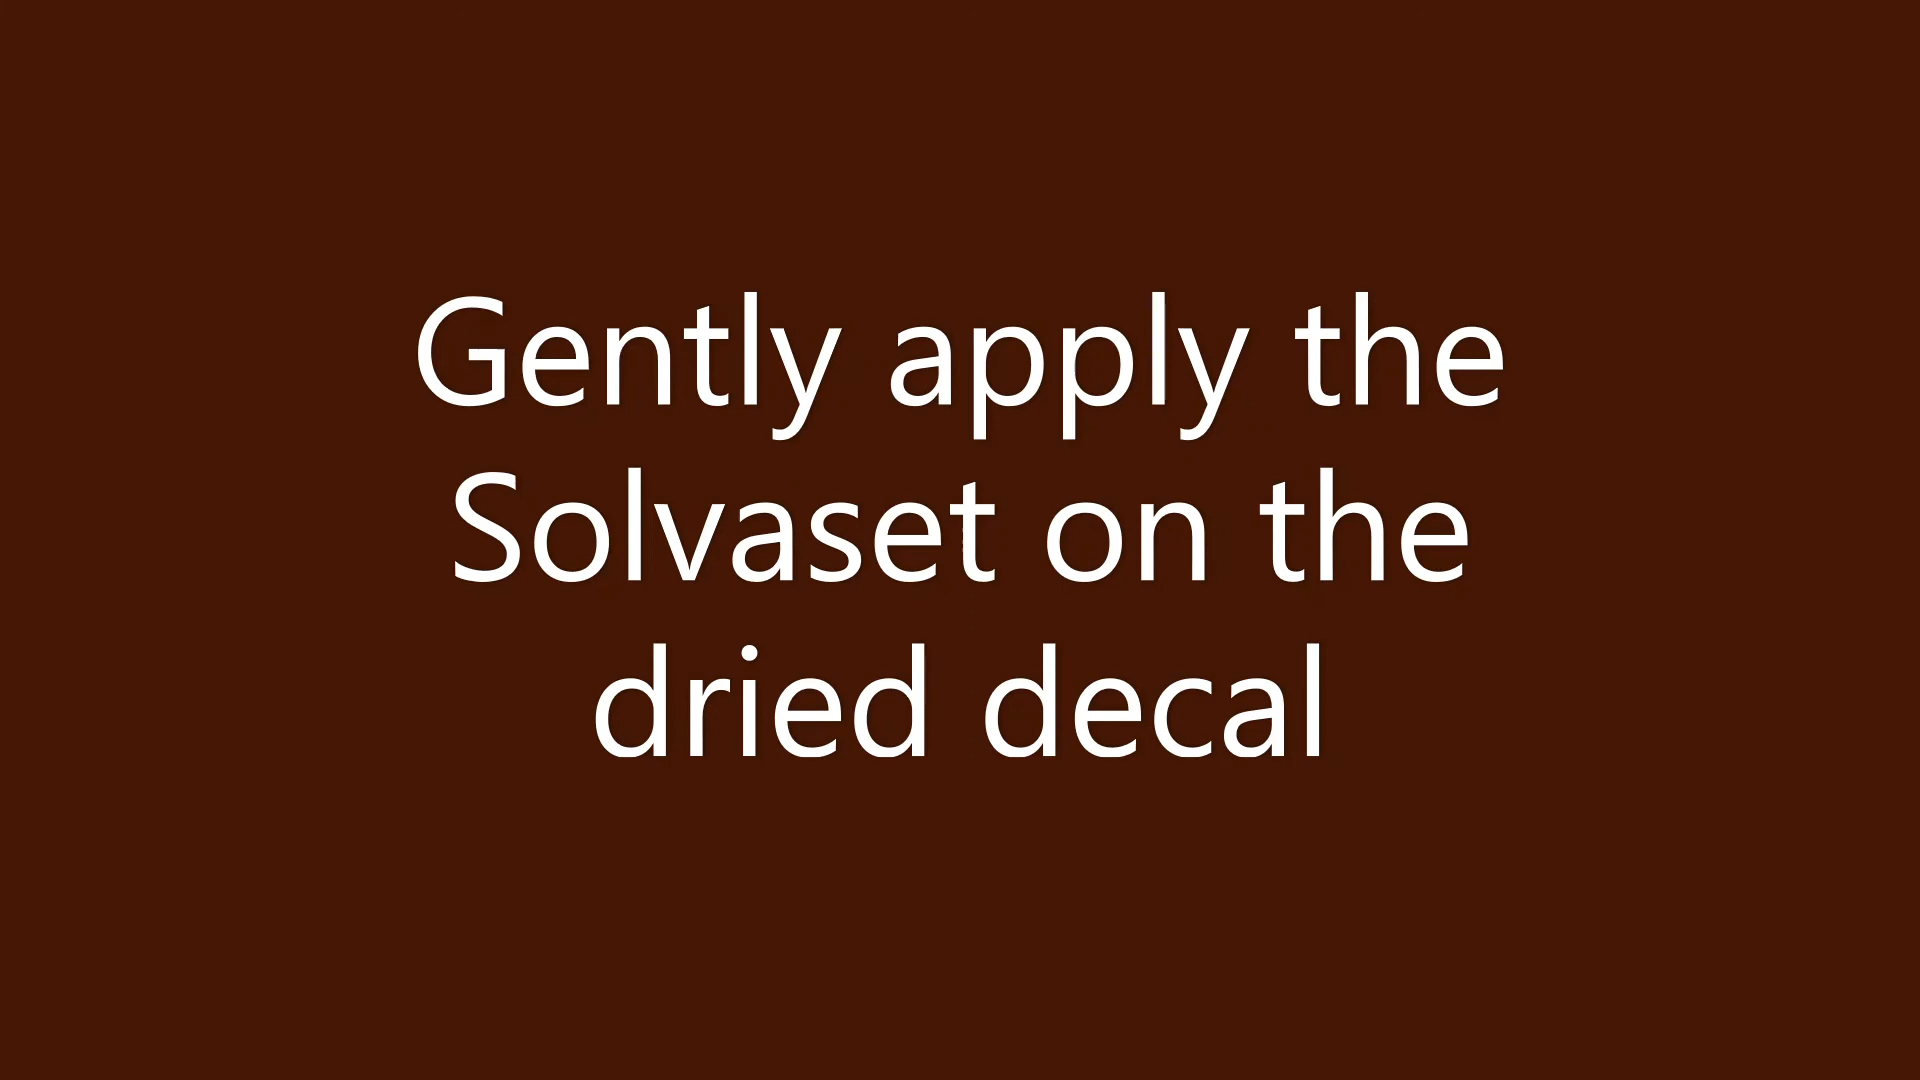 Gently apply the
Solvaset on the
dried decal